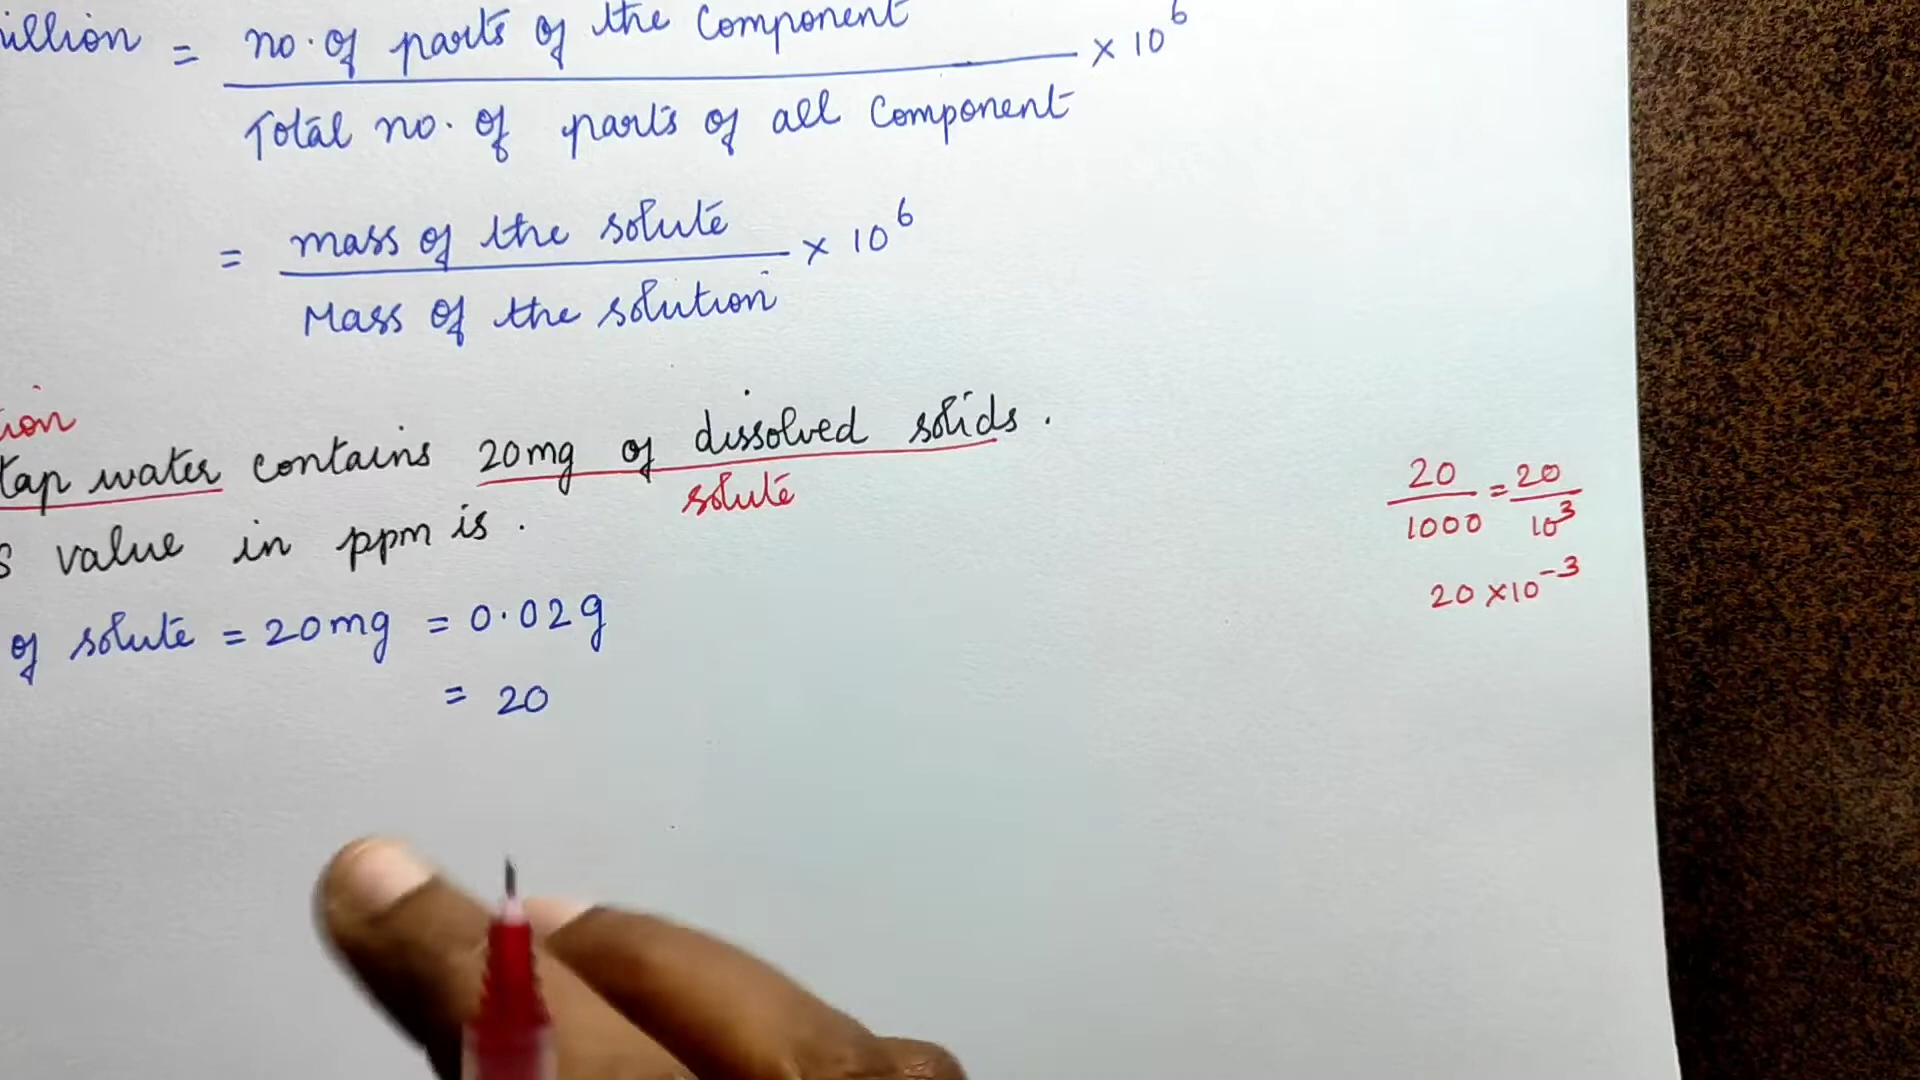 illion = no. of parts of the Component / Total no. of parts of all Component × 10^6
= mass of the solute / Mass of the solution × 10^6
tap water contains 20mg of dissolved solids.
solute
value in ppm is.
of solute = 20mg = 0.02g
= 20
20/1000 = 20/10^3
20 × 10^-3